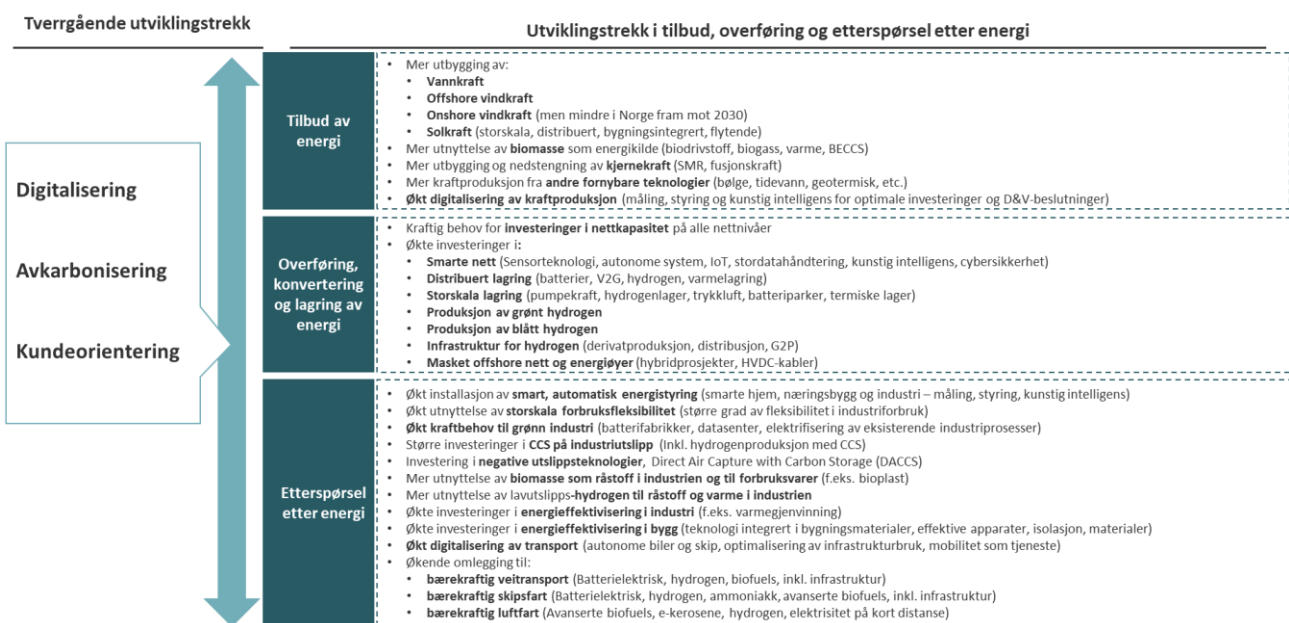 Tverrgående utviklingstrekk
Utviklingstrekk i tilbud, overføring og etterspørsel etter energi
Digitalisering
Avkarbonisering
Kundeorientering
Tilbud av
energi
• Mer utbygging av:
• Vannkraft
• Offshore vindkraft
• Onshore vindkraft (men mindre i Norge fram mot 2030)
• Solkraft (storskala, distribuert, bygningsintegrert, flytende)
• Mer utnyttelse av biomasse som energikilde (biodrivstoff, biogass, varme, BECCS)
• Mer utbygging og nedstengning av kjernekraft (SMR, fusjonskraft)
• Mer kraftproduksjon fra andre fornybare teknologier (bølge, tidevann, geotermisk, etc.)
• Økt digitalisering av kraftproduksjon (måling, styring og kunstig intelligens for optimale investeringer og D&V-beslutninger)
Overføring,
konvertering
og lagring av
energi
• Kraftig behov for investeringer i nettkapasitet på alle nettnivåer
• Økte investeringer i:
• Smarte nett (Sensorteknologi, autonome system, IoT, stordatahåndtering, kunstig intelligens, cybersikkerhet)
• Distribuert lagring (batterier, V2G, hydrogen, varmelagring)
• Storskala lagring (pumpekraft, hydrogenlager, trykkluft, batteriparker, termiske lager)
• Produksjon av grønt hydrogen
• Produksjon av blått hydrogen
• Infrastruktur for hydrogen (derivatproduksjon, distribusjon, G2P)
• Masket offshore nett og energiøyer (hybridprosjekter, HVDC-kabler)
Etterspørsel
etter energi
• Økt installasjon av smart, automatisk energistyring (smarte hjem, næringsbygg og industri – måling, styring, kunstig intelligens)
• Økt utnyttelse av storskala forbruksfleksibilitet (større grad av fleksibilitet i industriforbruk)
• Økt kraftbehov til grønn industri (batterifabrikker, datasenter, elektrifisering av eksisterende industriprosesser)
• Større investeringer i CCS på industriutslipp (Inkl. hydrogenproduksjon med CCS)
• Investering i negative utslippsteknologier, Direct Air Capture with Carbon Storage (DACCS)
• Mer utnyttelse av biomasse som råstoff i industrien og til forbruksvarer (f.eks. bioplast)
• Mer utnyttelse av lavutslipps-hydrogen til råstoff og varme i industrien
• Økte investeringer i energieffektivisering i industri (f.eks. varmegjenvinning)
• Økte investeringer i energieffektivisering i bygg (teknologi integrert i bygningsmaterialer, effektive apparater, isolasjon, materialer)
• Økt digitalisering av transport (autonome biler og skip, optimalisering av infrastrukturbruk, mobilitet som tjeneste)
• Økende omlegging til:
• bærekraftig veitransport (Batterielektrisk, hydrogen, biofuels, inkl. infrastruktur)
• bærekraftig skipsfart (Batterielektrisk, hydrogen, ammoniakk, avanserte biofuels, inkl. infrastruktur)
• bærekraftig luftfart (Avanserte biofuels, e-kerosene, hydrogen, elektrisitet på kort distanse)